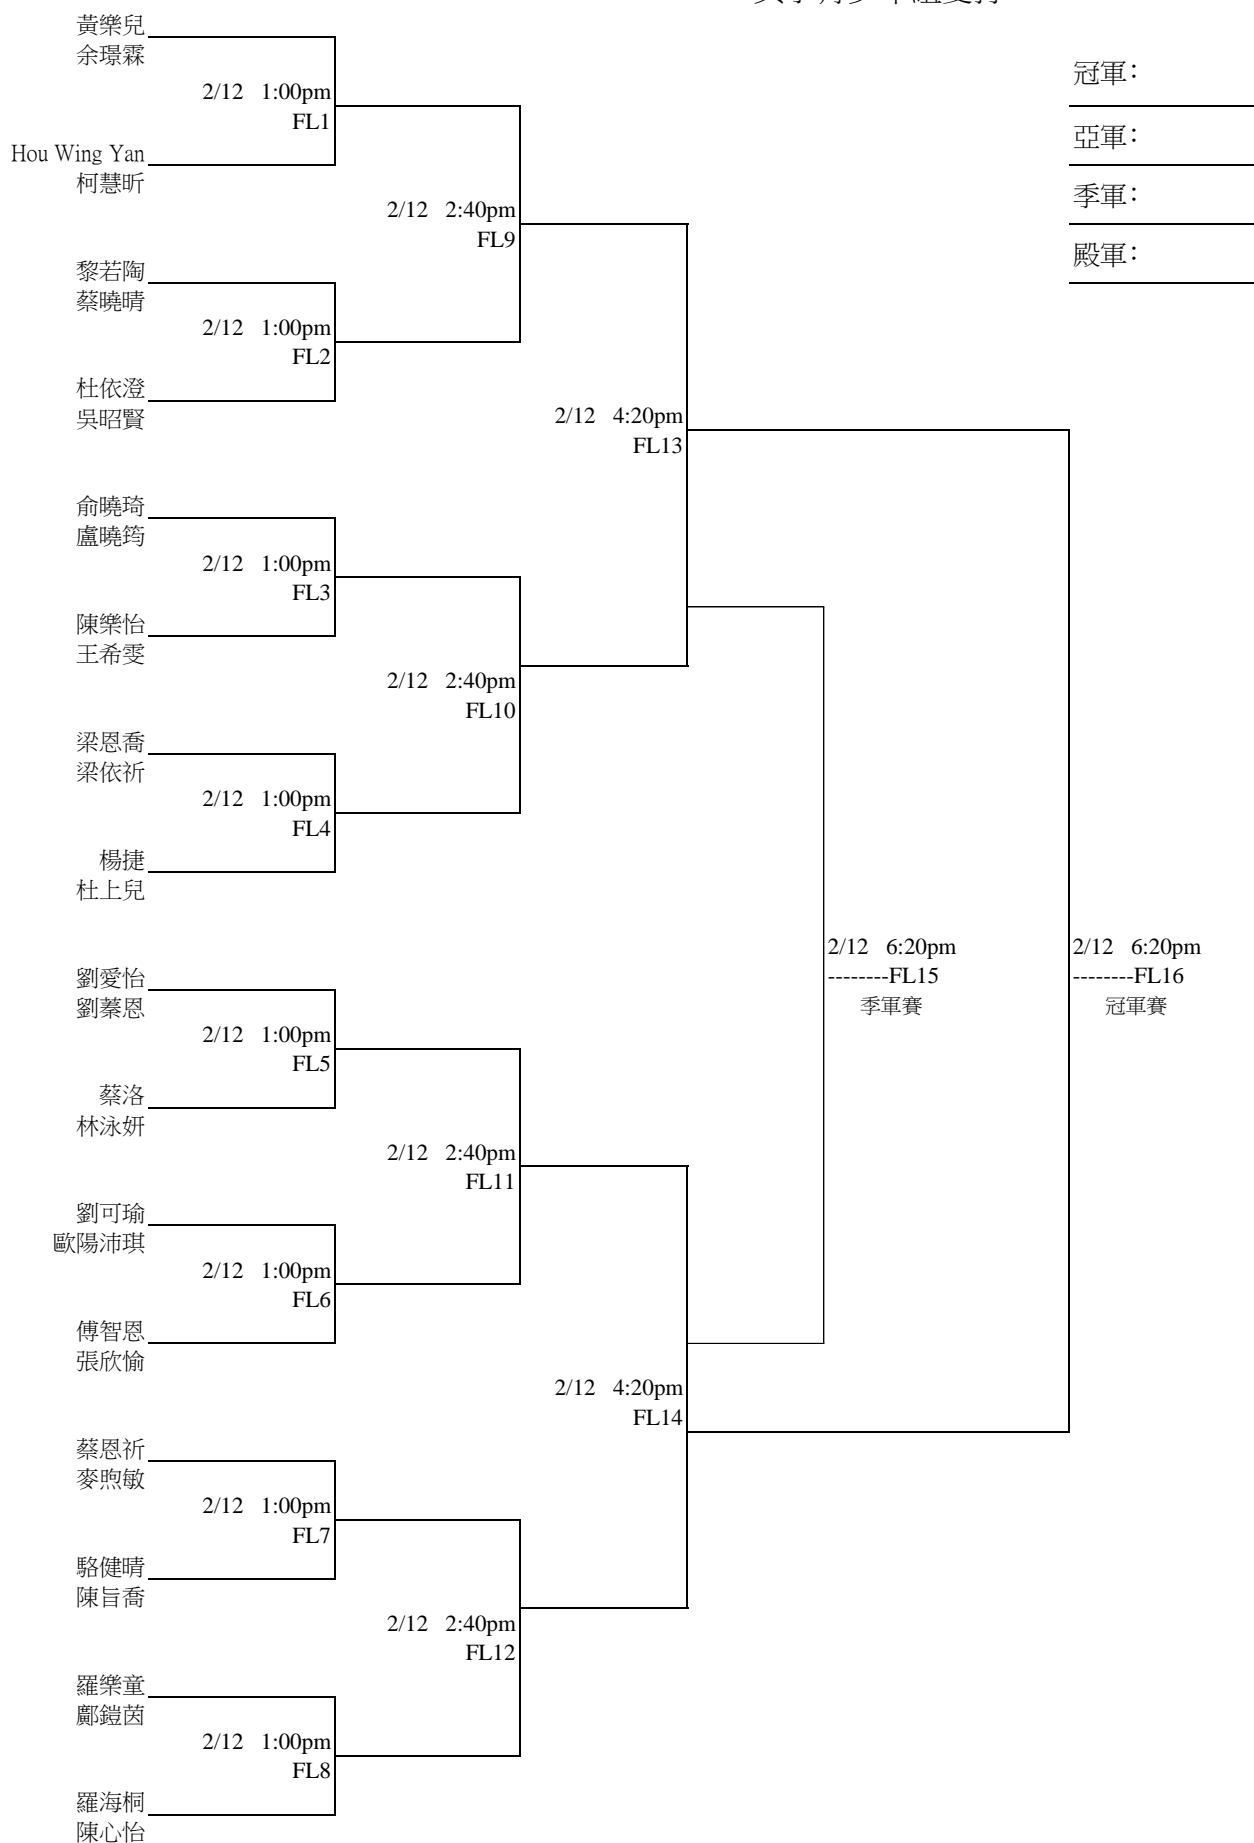 黃樂兒
余璟霖
冠軍：
2/12 1:00pm
FL1
亞軍：
Hou Wing Yan
柯慧昕
季軍：
2/12 2:40pm
FL9
殿軍：
黎若陶
蔡曉晴
2/12 1:00pm
FL2
杜依澄
吳昭賢
2/12 4:20pm
FL13
俞曉琦
盧曉筠
2/12 1:00pm
FL3
陳樂怡
王希雯
2/12 2:40pm
FL10
梁恩喬
梁依祈
2/12 1:00pm
FL4
楊捷
杜上兒
2/12 6:20pm
--------FL15
季軍賽
2/12 6:20pm
--------FL16
冠軍賽
劉愛怡
劉蓁恩
2/12 1:00pm
FL5
蔡洛
林泳妍
2/12 2:40pm
FL11
劉可瑜
歐陽沛琪
2/12 1:00pm
FL6
傅智恩
張欣愉
2/12 4:20pm
FL14
蔡恩祈
麥煦敏
2/12 1:00pm
FL7
駱健晴
陳旨喬
2/12 2:40pm
FL12
羅樂童
鄺鎧茵
2/12 1:00pm
FL8
羅海桐
陳心怡